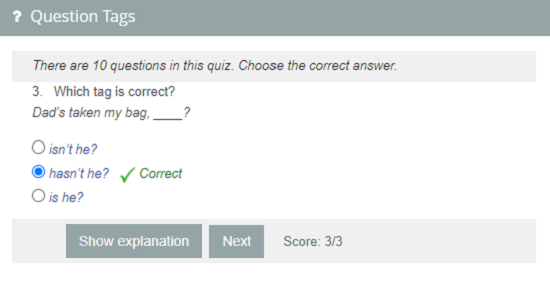 ? Question Tags
There are 10 questions in this quiz. Choose the correct answer.
3. Which tag is correct?
Dad's taken my bag, ____?
isn't he?
hasn't he? ✓ Correct
is he?
Show explanation Next Score: 3/3